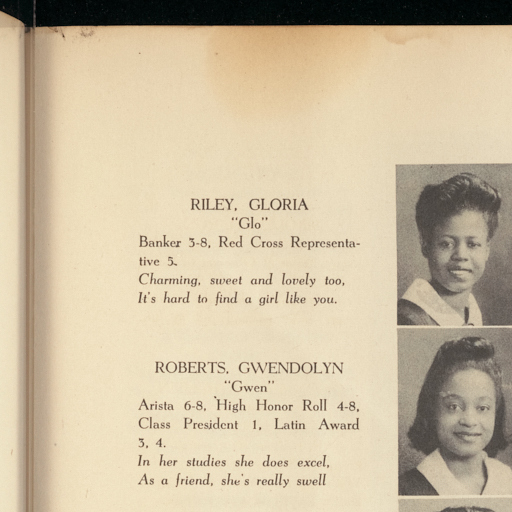 RILEY, GLORIA
"Glo"
Banker 3-8, Red Cross Representa-
tive 5.
Charming, sweet and lovely too,
It's hard to find a girl like you.
ROBERTS, GWENDOLYN
"Gwen"
Arista 6-8, High Honor Roll 4-8,
Class President 1, Latin Award
3, 4.
In her studies she does excel,
As a friend, she's really swell